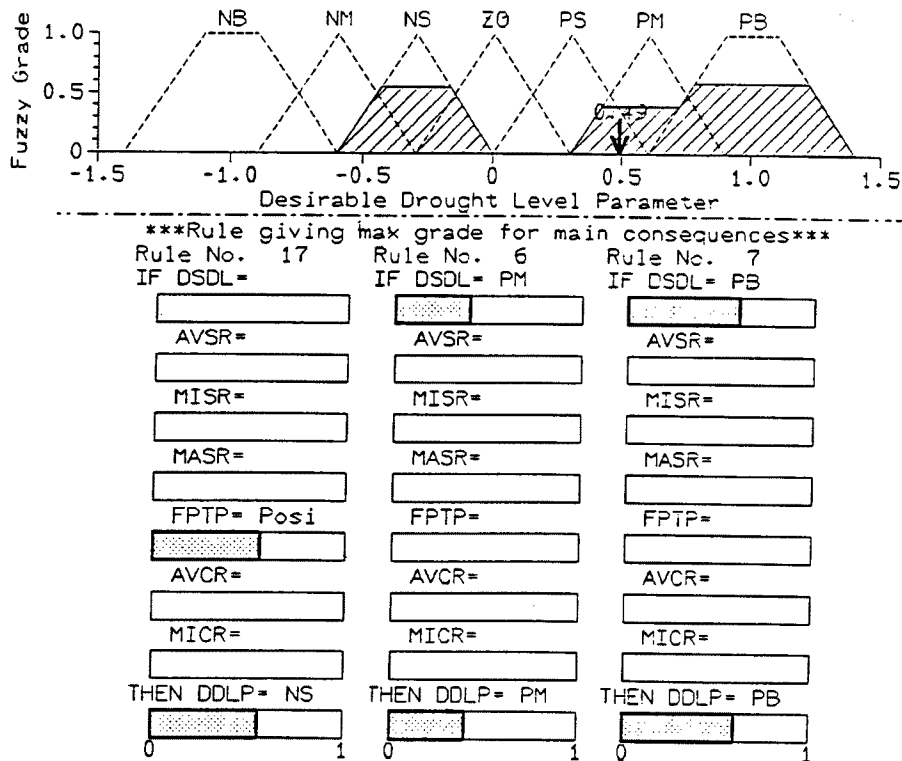 NB NM NS ZO PS PM PB
Fuzzy Grade
1.0
0.5
0
0.49
-1.5 -1.0 -0.5 0 0.5 1.0 1.5
Desirable Drought Level Parameter
***Rule giving max grade for main consequences***
Rule No. 17 Rule No. 6 Rule No. 7
IF DSDL= IF DSDL= PM IF DSDL= PB
AVSR= AVSR= AVSR=
MISR= MISR= MISR=
MASR= MASR= MASR=
FPTP= Posi FPTP= FPTP=
AVCR= AVCR= AVCR=
MICR= MICR= MICR=
THEN DDLP= NS THEN DDLP= PM THEN DDLP= PB
0 1 0 1 0 1